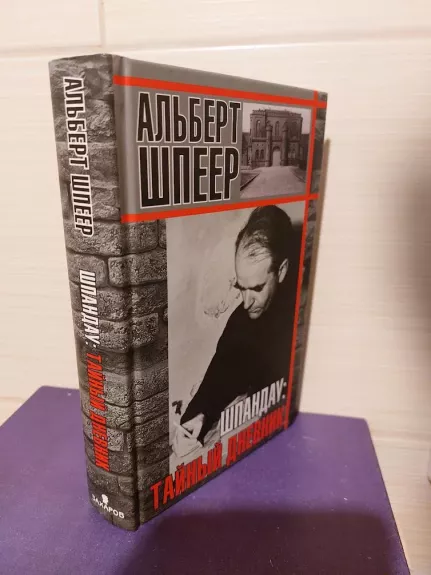 АЛЬБЕРТ ШПЕЕР
ШПАНДАУ:
ТАЙНЫЙ ДНЕВНИК
ЗАХАРОВ
АЛЬБЕРТ
ШПЕЕР
ШПАНДАУ:
ТАЙНЫЙ ДНЕВНИК